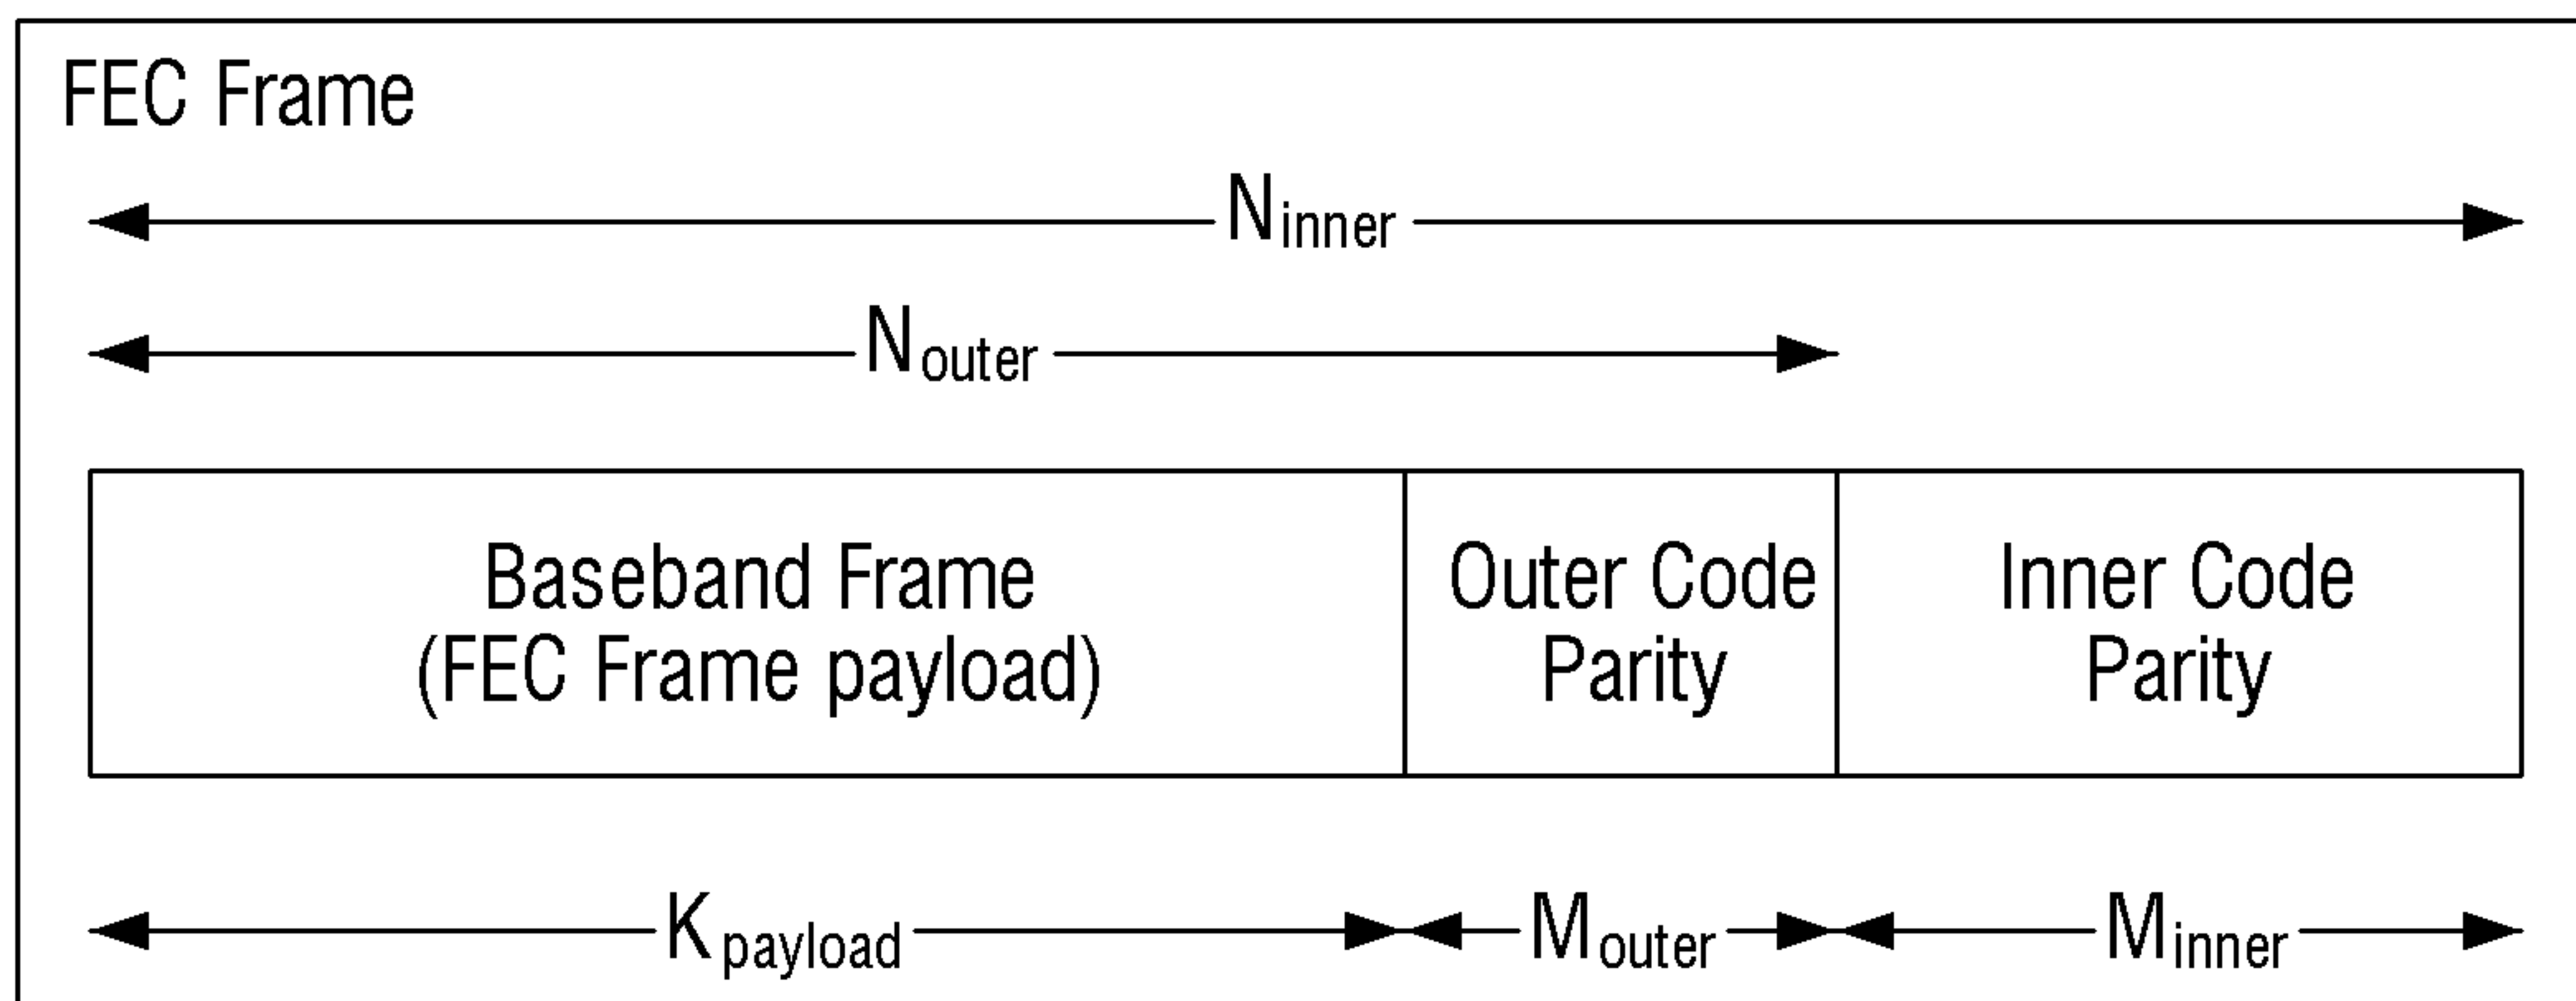 FEC Frame
Ninner
Nouter
Baseband Frame
(FEC Frame payload)
Outer Code
Parity
Inner Code
Parity
Kpayload
Mouter
Minner